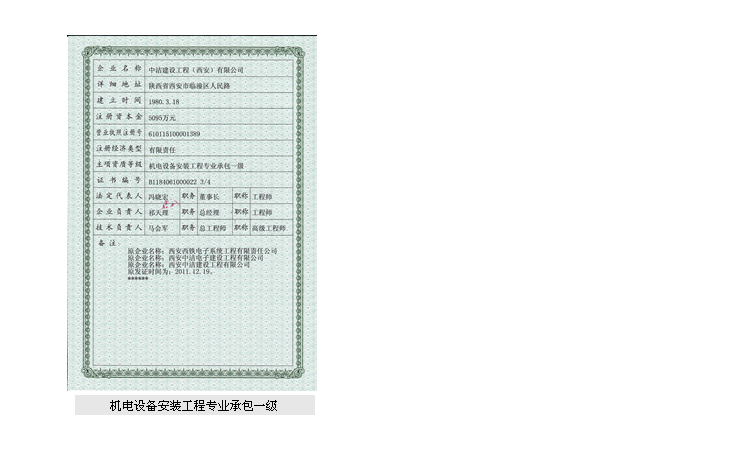 企业名称 中洁建设工程（西安）有限公司
详细地址 陕西省西安市临潼区人民路
建立时间 1980.3.18
注册资本金 5095万元
营业执照注册号 610115100001389
注册经济类型 有限责任
主项资质等级 机电设备安装工程专业承包一级
证书编号 B1184061000022 3/4
法定代表人 冯晓宏 职务 董事长 职称 工程师
企业负责人 祁天理 职务 总经理 职称 工程师
技术负责人 马会军 职务 总工程师 职称 高级工程师
备注：
原企业名称：西安西铁电子系统工程有限责任公司
原企业名称：西安中洁电子建设工程有限公司
原企业名称：西安中洁建设工程有限公司
原发证时间为：2011.12.19。
******
机电设备安装工程专业承包一级